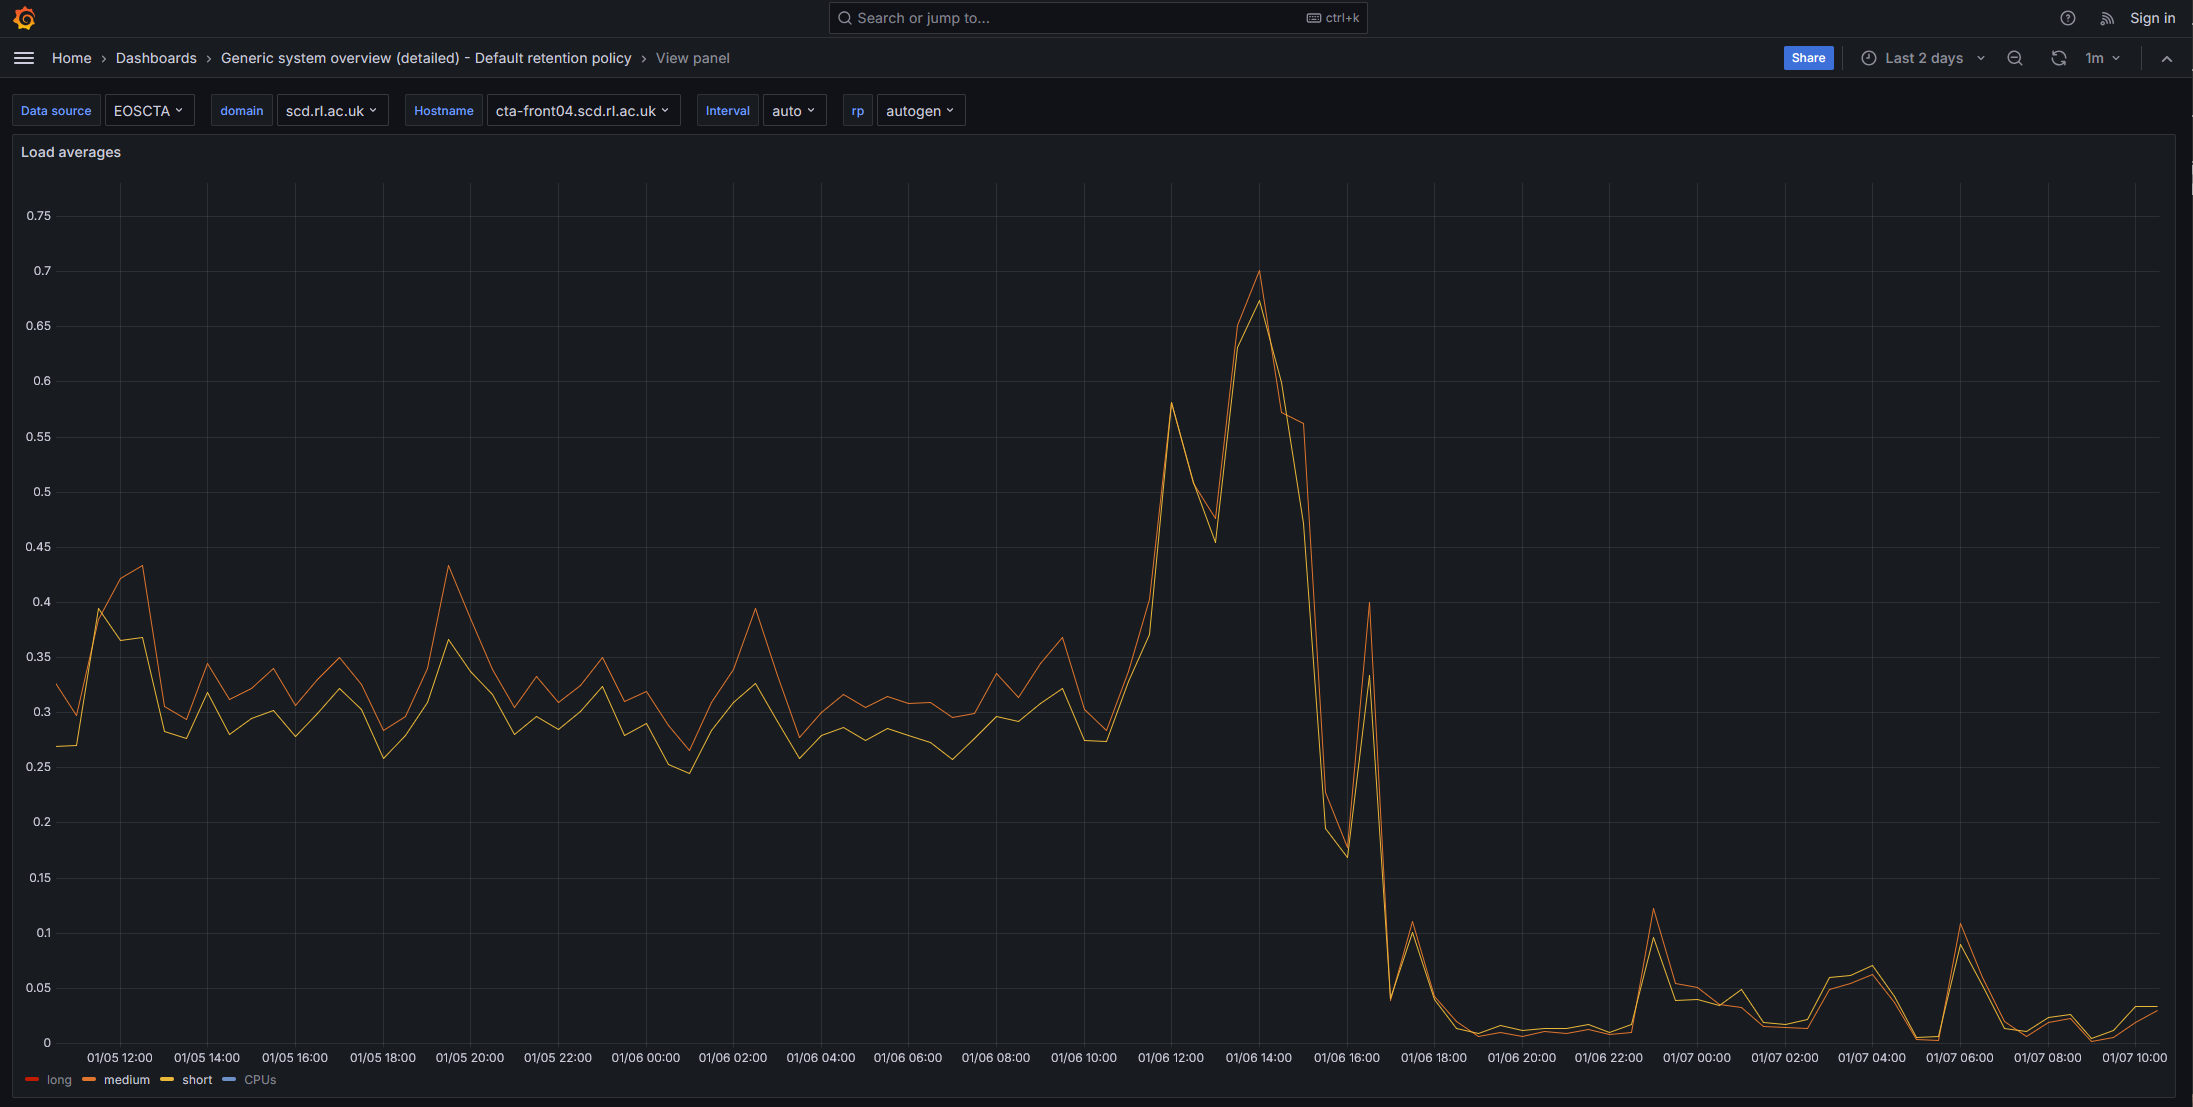 Search or jump to... ctrl+k Sign in
Home › Dashboards › Generic system overview (detailed) - Default retention policy › View panel Share Last 2 days 1m
Data source EOSCTA domain scd.rl.ac.uk Hostname cta-front04.scd.rl.ac.uk Interval auto rp autogen
Load averages
0.75
0.7
0.65
0.6
0.55
0.5
0.45
0.4
0.35
0.3
0.25
0.2
0.15
0.1
0.05
0
01/05 12:00 01/05 14:00 01/05 16:00 01/05 18:00 01/05 20:00 01/05 22:00 01/06 00:00 01/06 02:00 01/06 04:00 01/06 06:00 01/06 08:00 01/06 10:00 01/06 12:00 01/06 14:00 01/06 16:00 01/06 18:00 01/06 20:00 01/06 22:00 01/07 00:00 01/07 02:00 01/07 04:00 01/07 06:00 01/07 08:00 01/07 10:00
long medium short CPUs